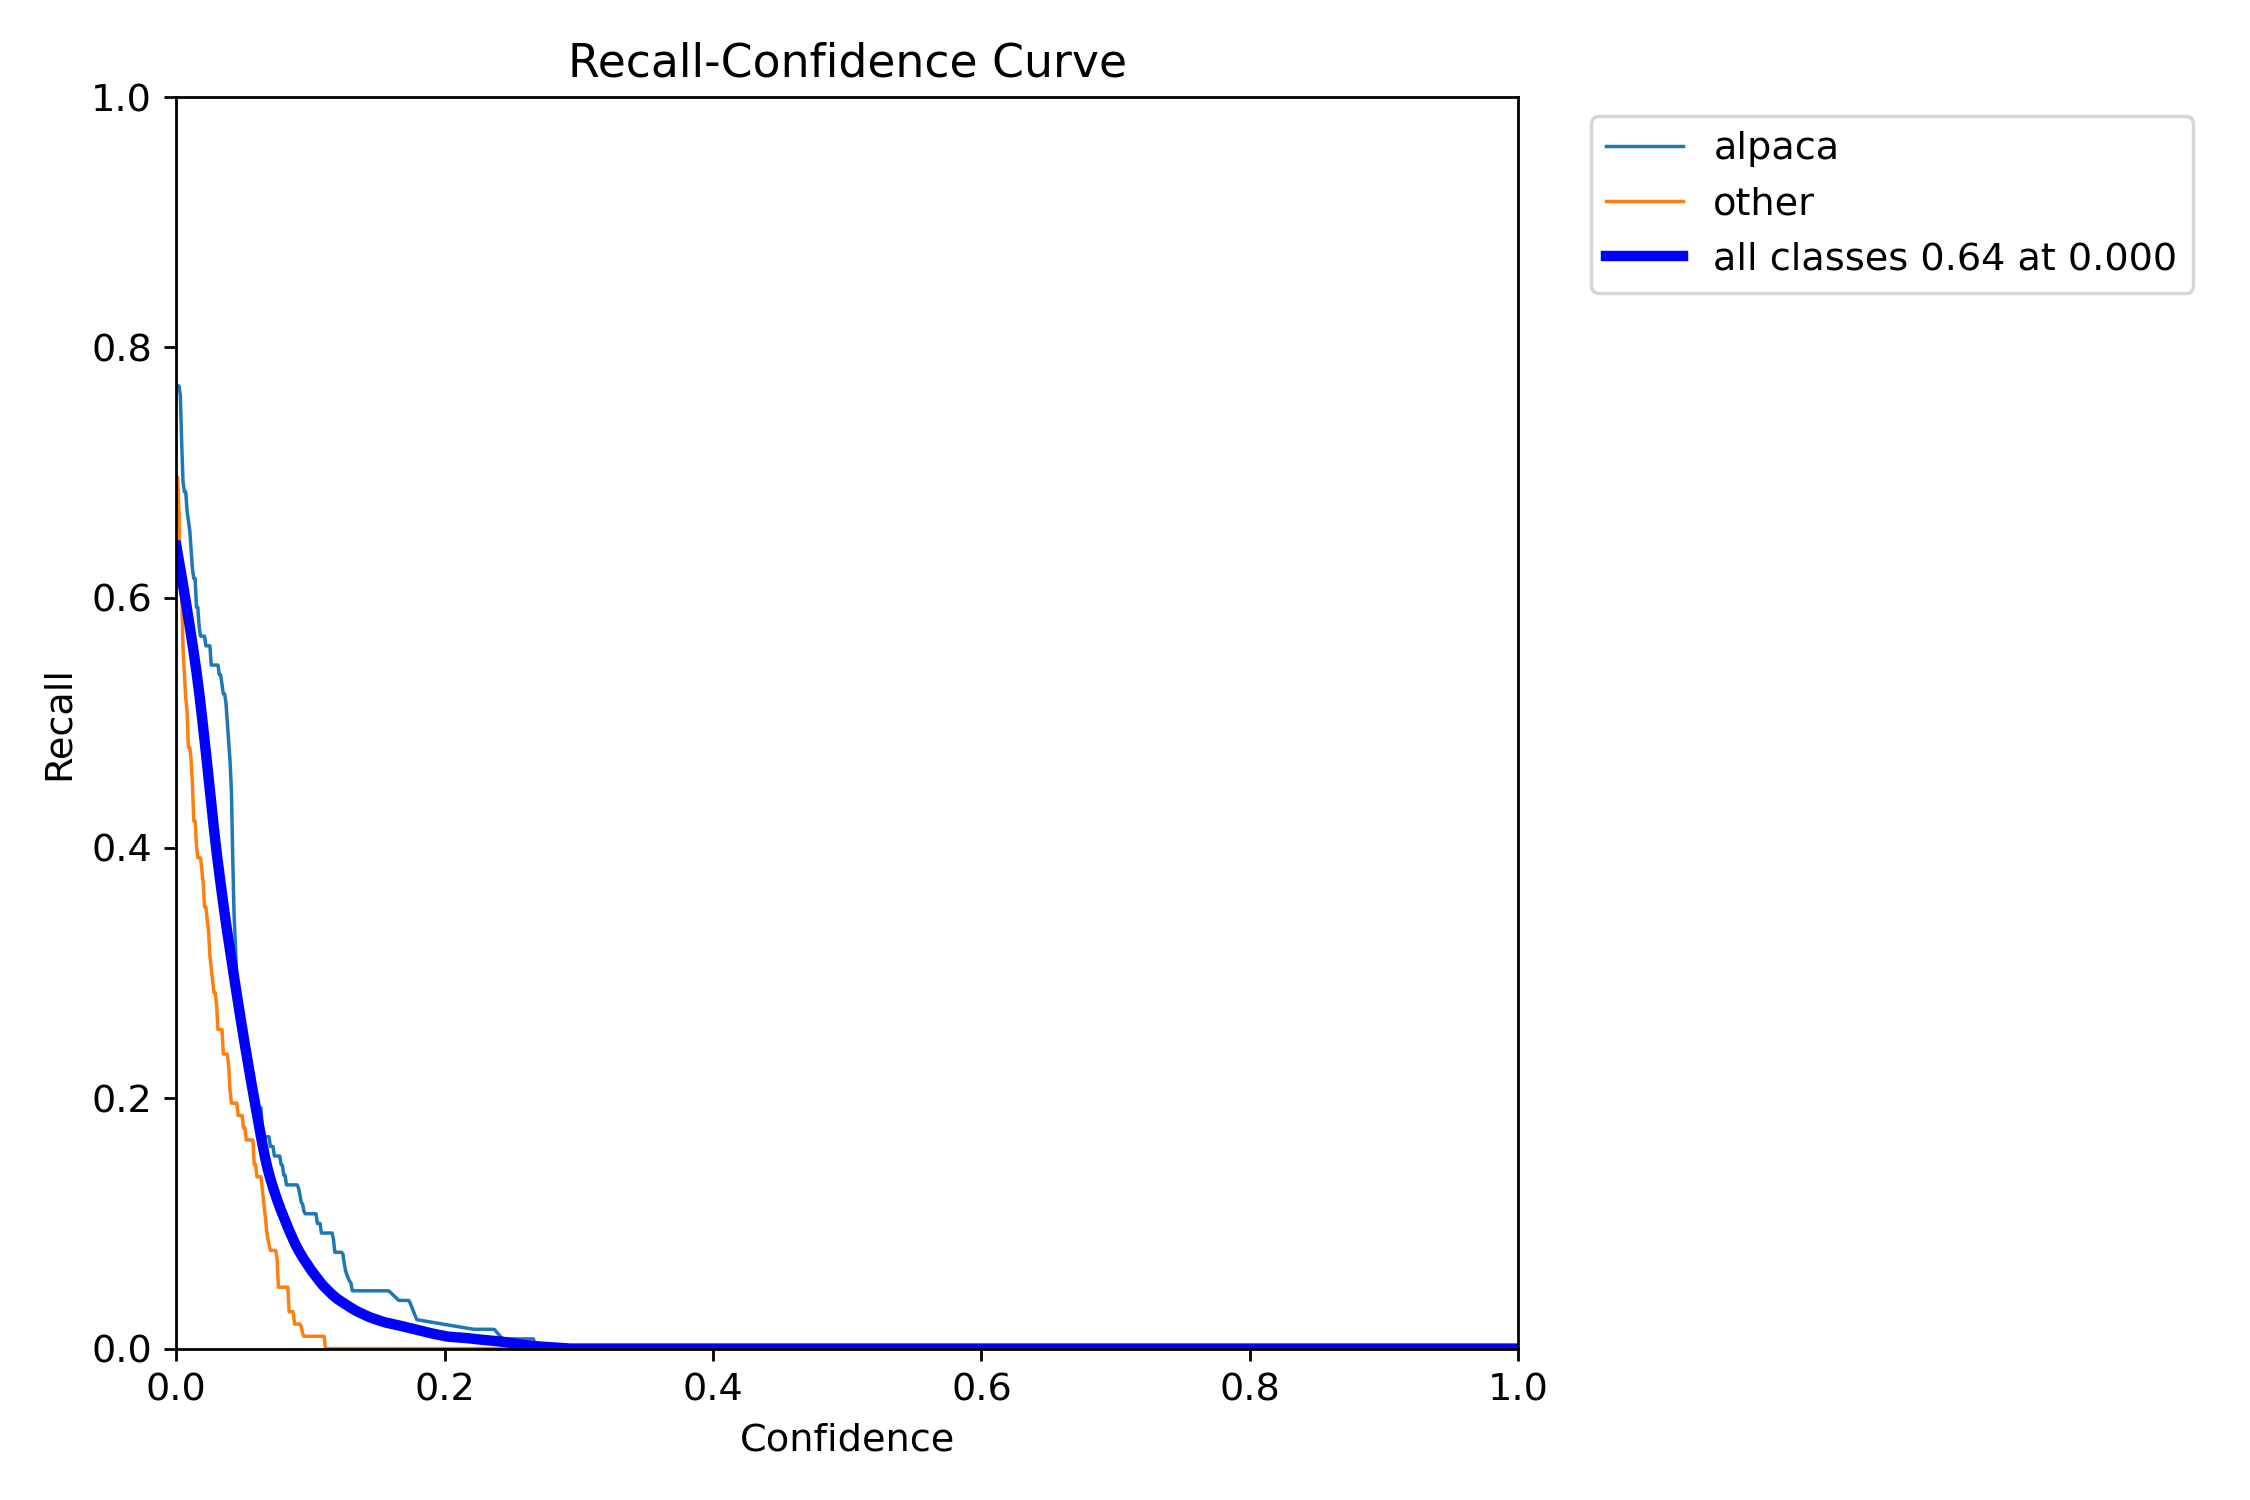 Recall-Confidence Curve
1.0
0.8
0.6
0.4
0.2
0.0
Recall
0.0 0.2 0.4 0.6 0.8 1.0
Confidence
alpaca
other
all classes 0.64 at 0.000